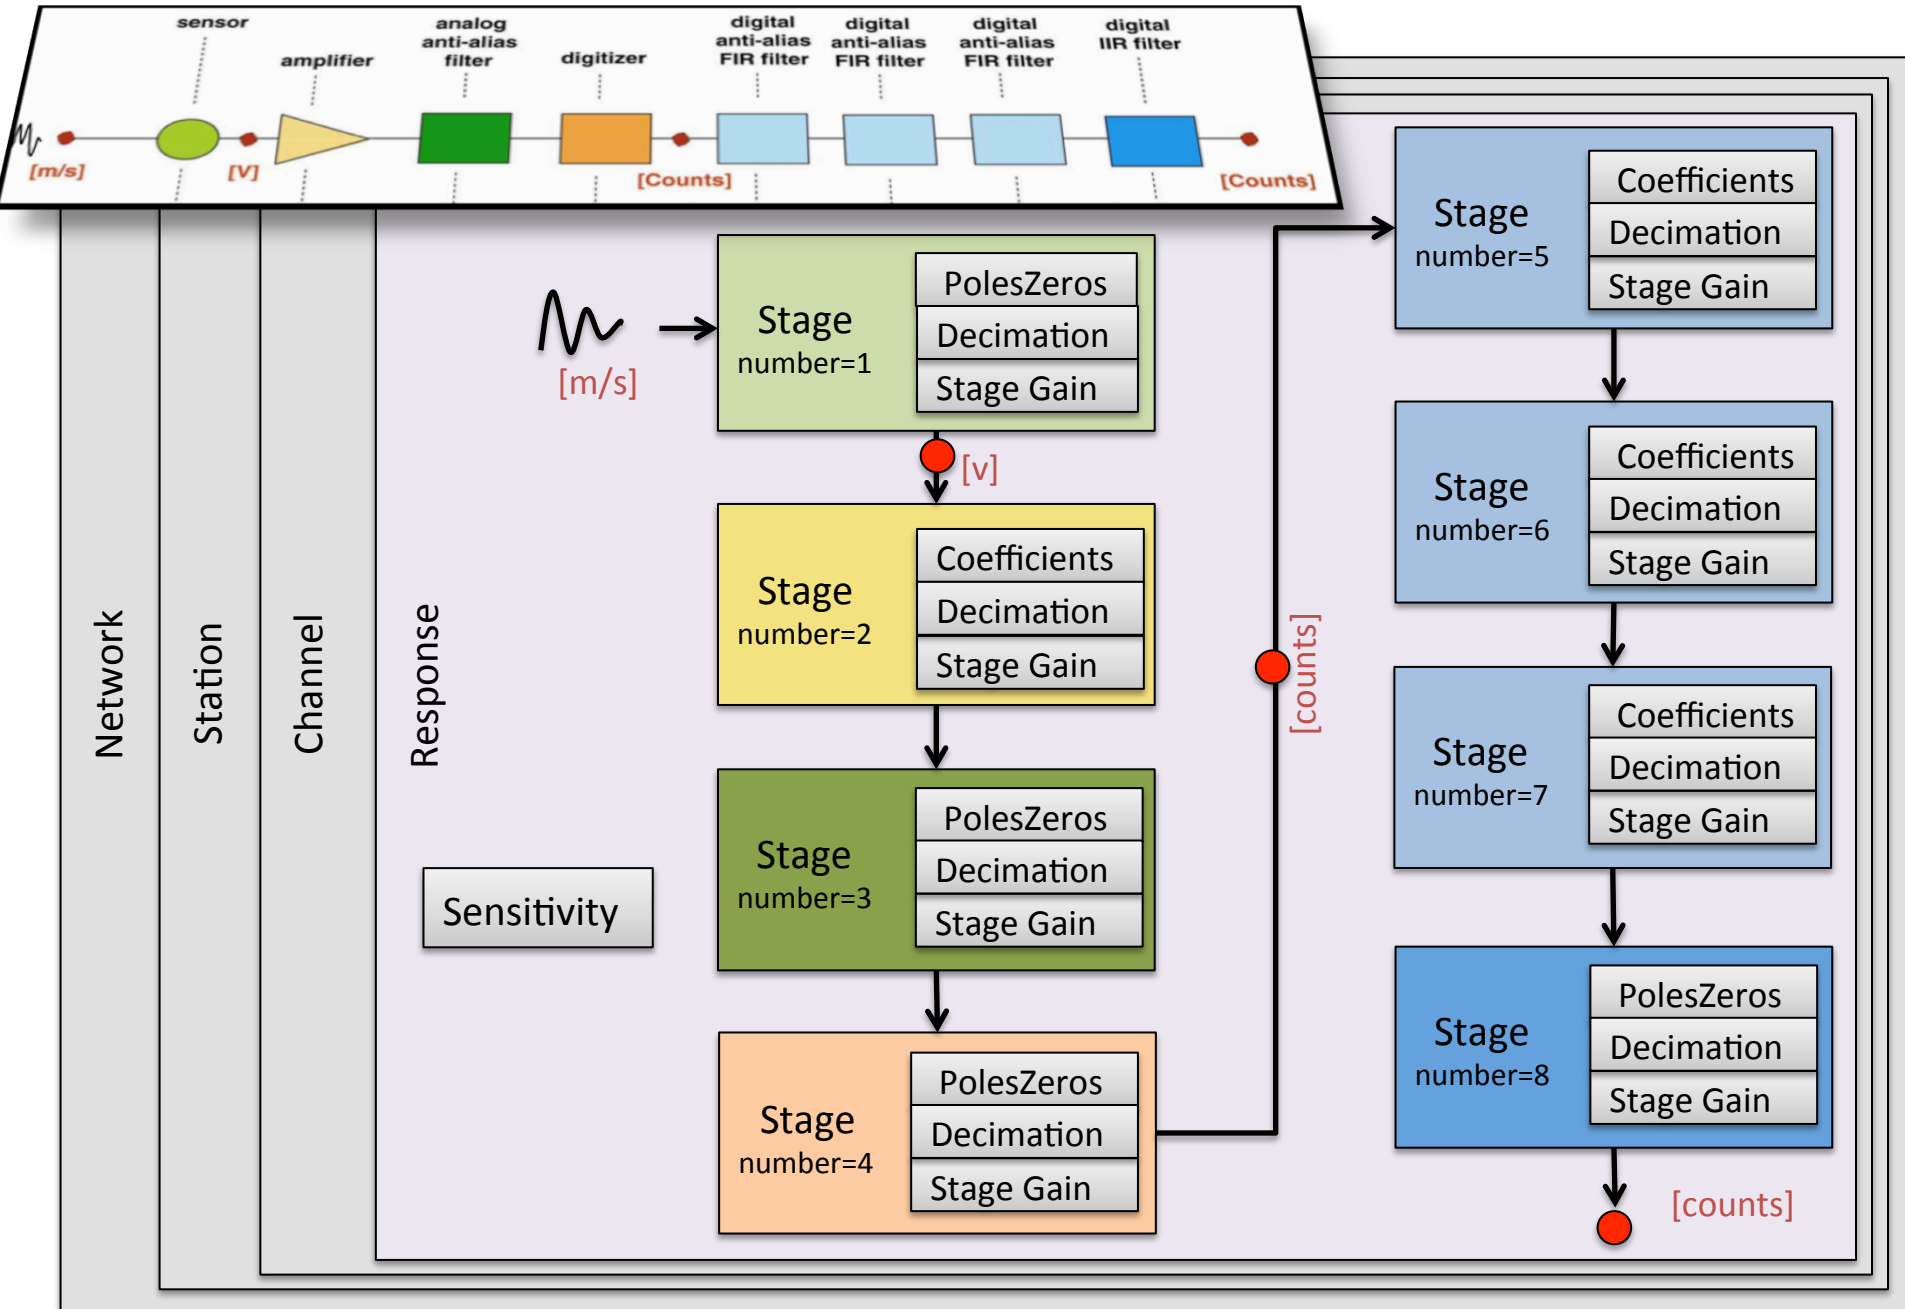 sensor
amplifier
analog
anti-alias
filter
digitizer
digital
anti-alias
FIR filter
digital
anti-alias
FIR filter
digital
anti-alias
FIR filter
digital
IIR filter
[m/s]
[V]
[Counts]
[Counts]
Network
Station
Channel
Response
Sensitivity
[m/s]
Stage
number=1
PolesZeros
Decimation
Stage Gain
[v]
Stage
number=2
Coefficients
Decimation
Stage Gain
Stage
number=3
PolesZeros
Decimation
Stage Gain
Stage
number=4
PolesZeros
Decimation
Stage Gain
[counts]
Stage
number=5
Coefficients
Decimation
Stage Gain
Stage
number=6
Coefficients
Decimation
Stage Gain
Stage
number=7
Coefficients
Decimation
Stage Gain
Stage
number=8
PolesZeros
Decimation
Stage Gain
[counts]